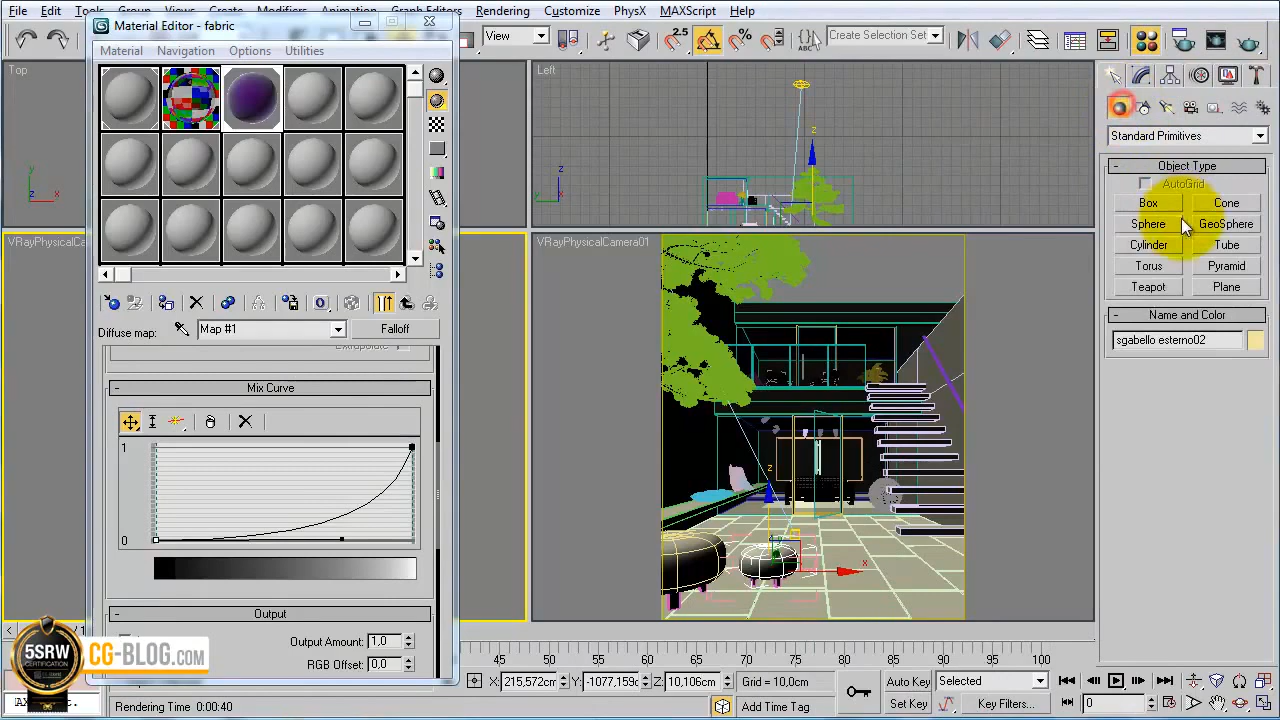 File Edit Tools Group Views Create Modifiers Animation Graph Editors Rendering Customize PhysX MAXScript Help
Material Editor - fabric
Material Navigation Options Utilities
View
2.5
Create Selection Set
Top
Left
z
y
x
z
y
x
z
Standard Primitives
Object Type
AutoGrid
Box Cone
Sphere GeoSphere
Cylinder Tube
Torus Pyramid
Teapot Plane
Name and Color
sgabello esterno02
VRayPhysicalCam
VRayPhysicalCamera01
z
x
Diffuse map: Map #1 Falloff
Mix Curve
1
0
Output
Output Amount: 1,0
RGB Offset: 0,0
5SRW
CERTIFICATION
CG-BLOG.COM
45 50 55 60 65 70 75 80 85 90 95 100
X 215,572cm Y -1077,159c Z 10,106cm Grid = 10,0cm
Auto Key Selected
Set Key Key Filters...
0
Rendering Time 0:00:40
Add Time Tag